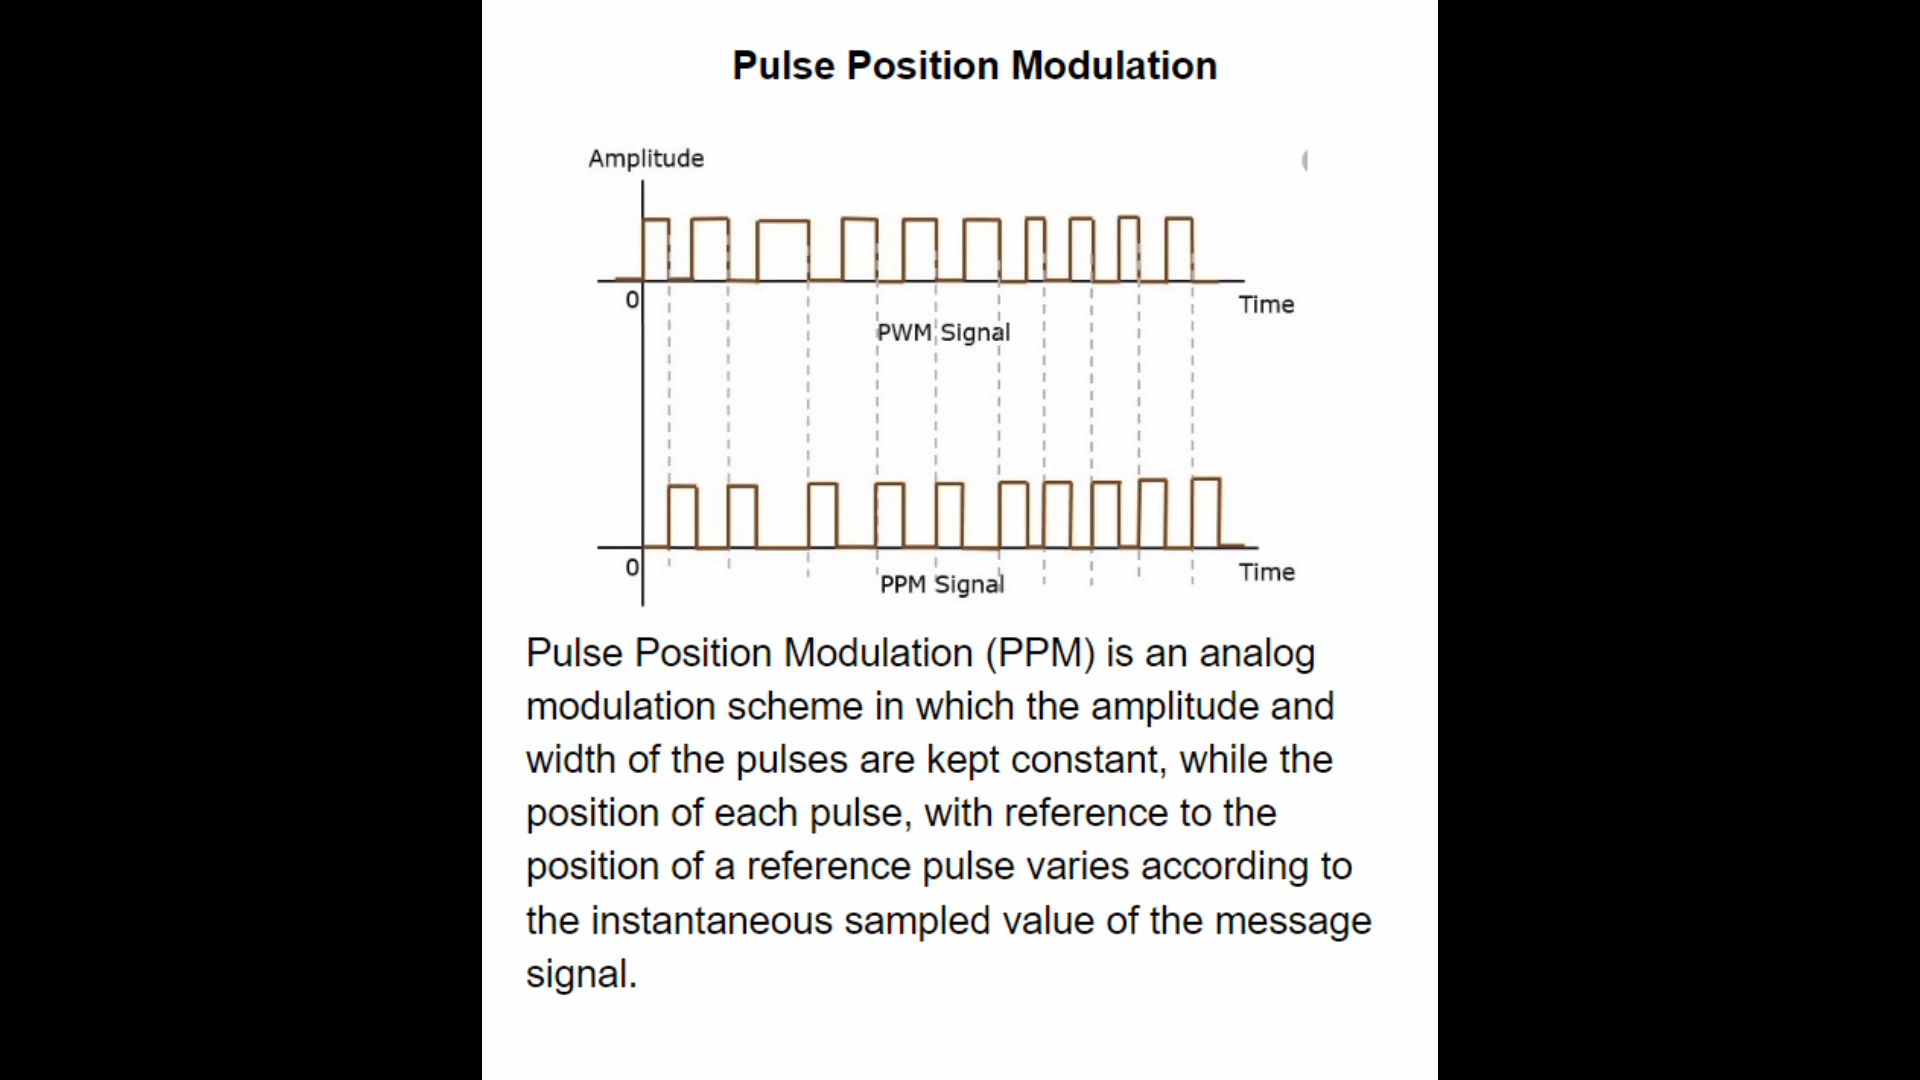 Pulse Position Modulation
Amplitude
0
Time
PWM Signal
0
Time
PPM Signal
Pulse Position Modulation (PPM) is an analog
modulation scheme in which the amplitude and
width of the pulses are kept constant, while the
position of each pulse, with reference to the
position of a reference pulse varies according to
the instantaneous sampled value of the message
signal.